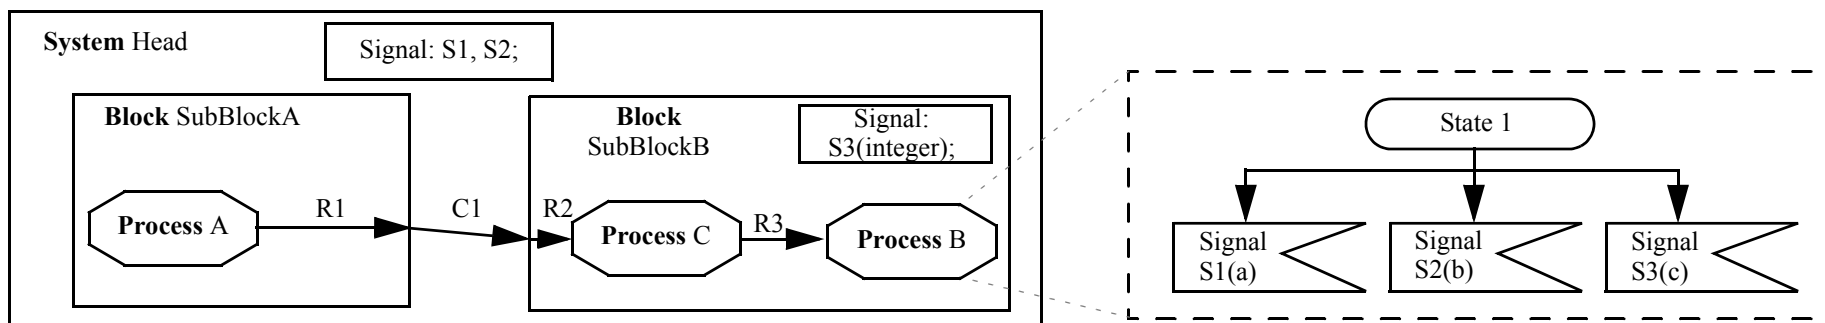 System Head
Signal: S1, S2;
Block SubBlockA
Block
SubBlockB
Signal:
S3(integer);
Process A
R1
C1
R2
Process C
R3
Process B
State 1
Signal
S1(a)
Signal
S2(b)
Signal
S3(c)